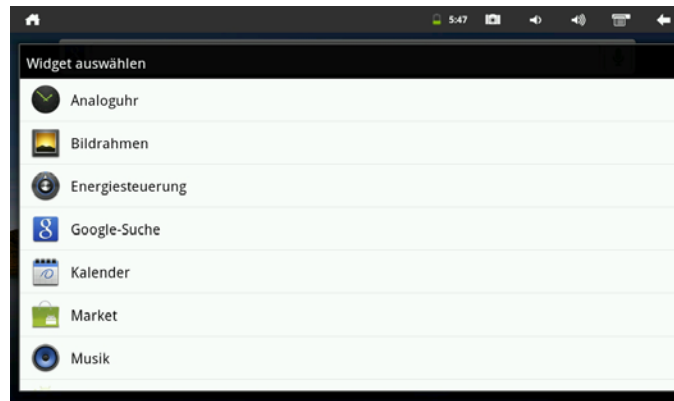 5:47
Widget auswählen
Analoguhr
Bildrahmen
Energiesteuerung
Google-Suche
Kalender
Market
Musik